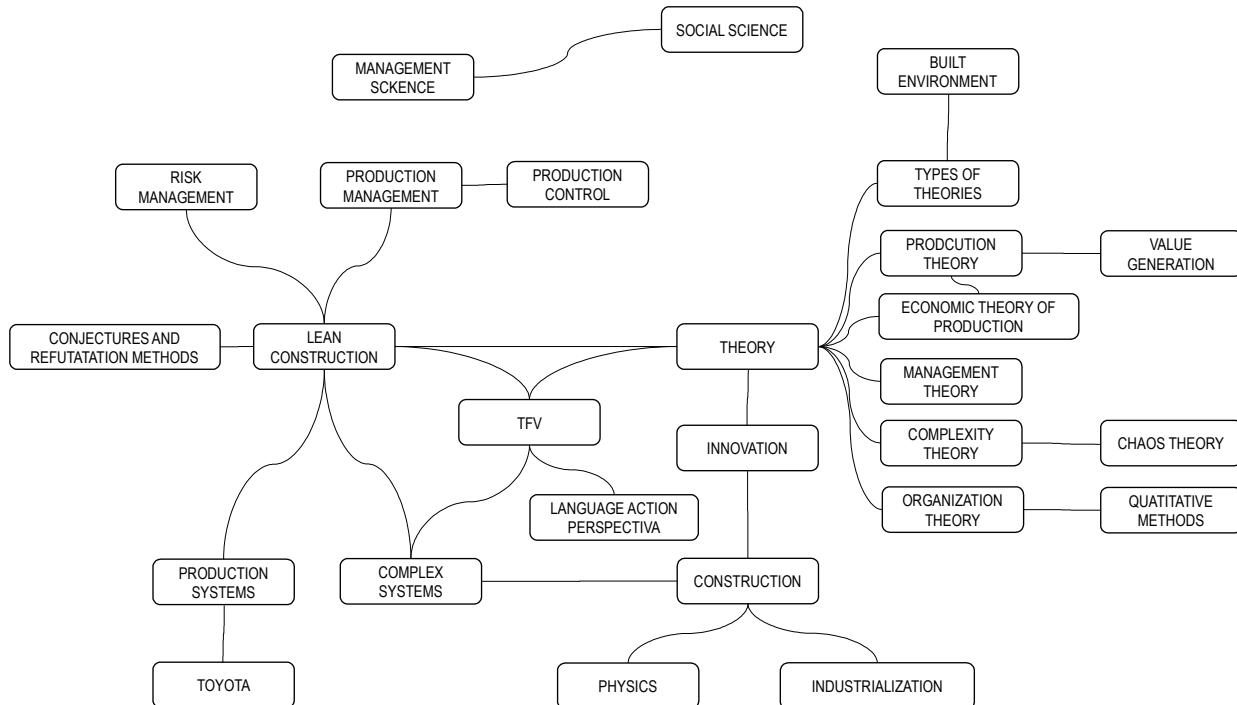 SOCIAL SCIENCE
MANAGEMENT
SCKENCE
BUILT
ENVIRONMENT
RISK
MANAGEMENT
PRODUCTION
MANAGEMENT
PRODUCTION
CONTROL
TYPES OF
THEORIES
PRODCUTION
THEORY
VALUE
GENERATION
ECONOMIC THEORY OF
PRODUCTION
CONJECTURES AND
REFUTATATION METHODS
LEAN
CONSTRUCTION
THEORY
MANAGEMENT
THEORY
TFV
INNOVATION
COMPLEXITY
THEORY
CHAOS THEORY
LANGUAGE ACTION
PERSPECTIVA
ORGANIZATION
THEORY
QUATITATIVE
METHODS
PRODUCTION
SYSTEMS
COMPLEX
SYSTEMS
CONSTRUCTION
TOYOTA
PHYSICS
INDUSTRIALIZATION